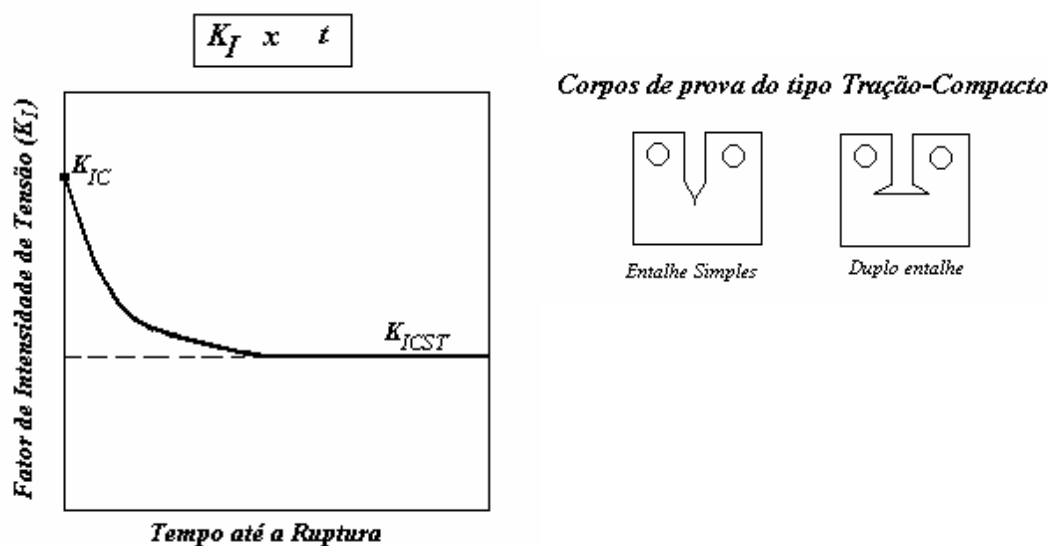 K_I x t
Fator de Intensidade de Tensão (K_I)
K_IC
K_ICST
Tempo até a Ruptura
Corpos de prova do tipo Tração-Compacto
Entalhe Simples
Duplo entalhe